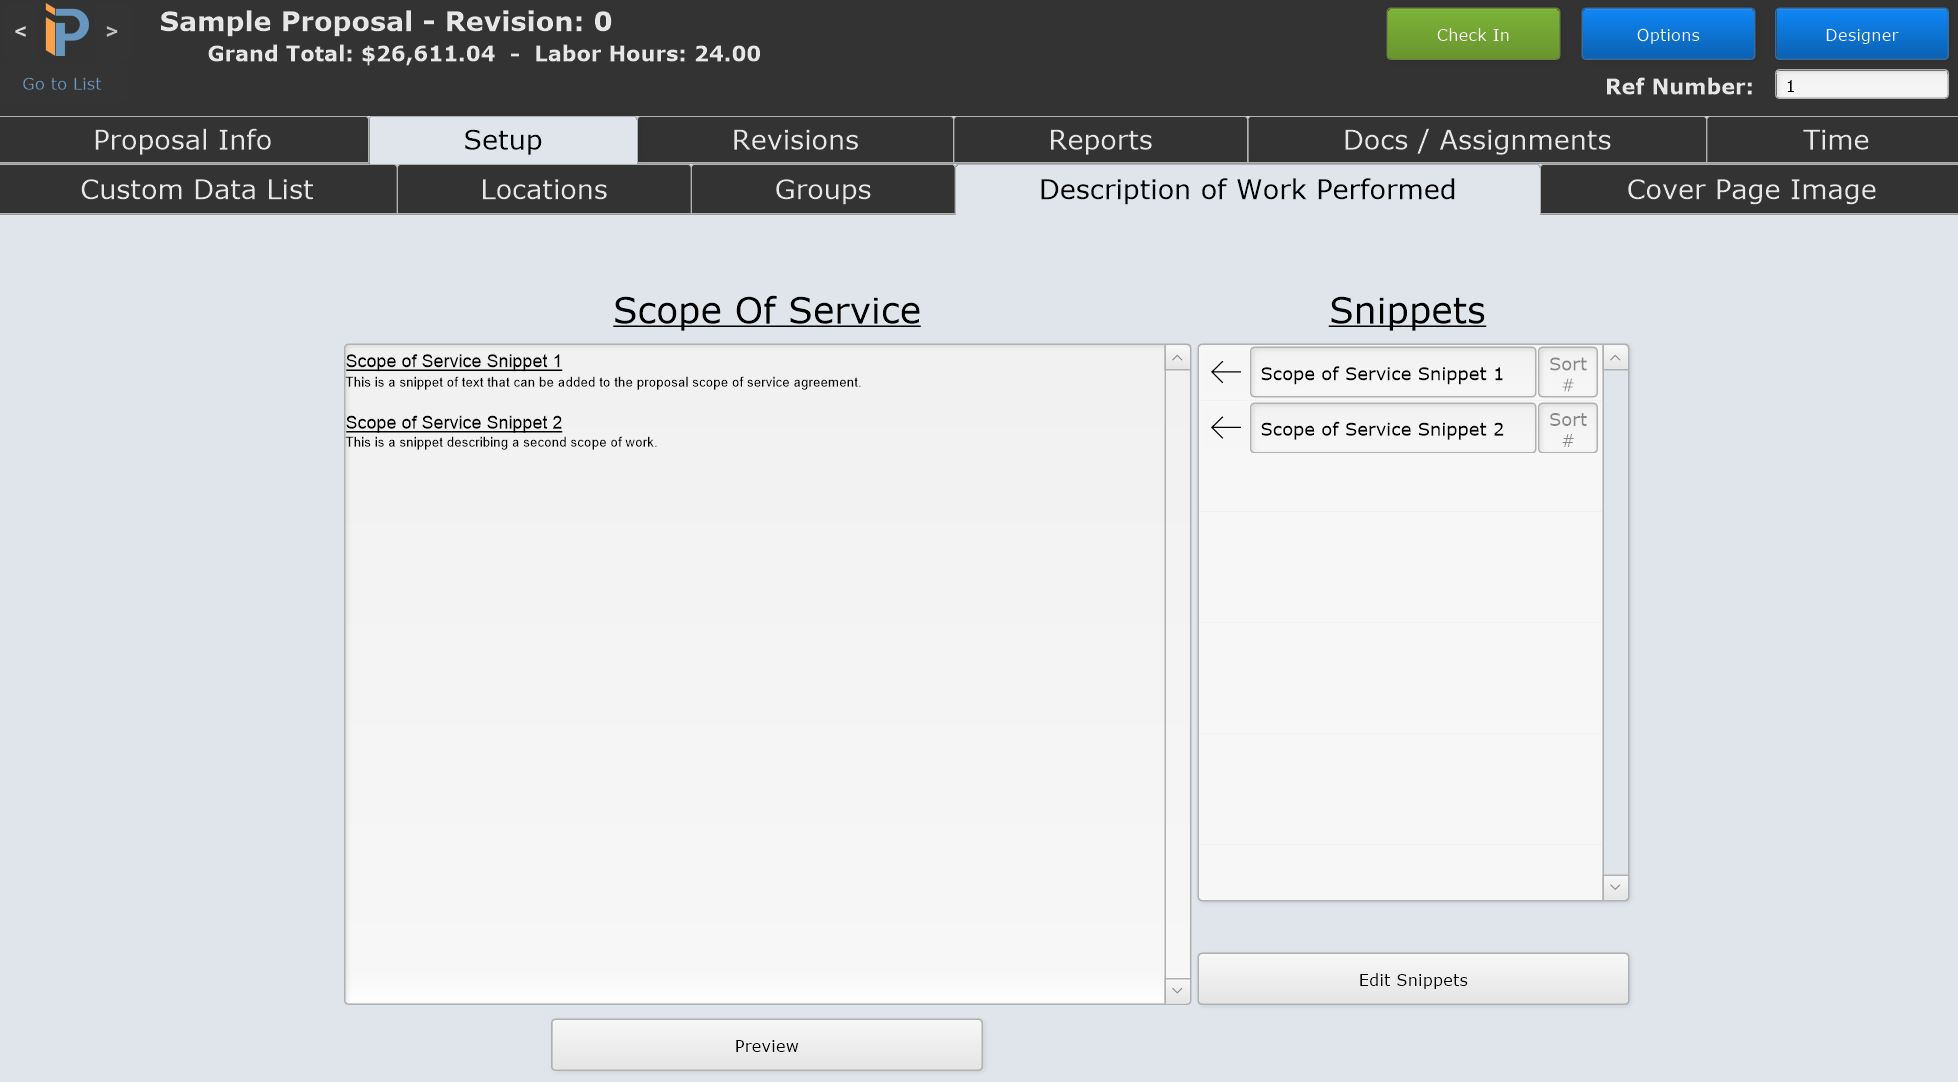 < iP >
Go to List
Sample Proposal - Revision: 0
Grand Total: $26,611.04 - Labor Hours: 24.00
Check In
Options
Designer
Ref Number: 1
Proposal Info
Setup
Revisions
Reports
Docs / Assignments
Time
Custom Data List
Locations
Groups
Description of Work Performed
Cover Page Image
Scope Of Service
Scope of Service Snippet 1
This is a snippet of text that can be added to the proposal scope of service agreement.
Scope of Service Snippet 2
This is a snippet describing a second scope of work.
Preview
Snippets
Scope of Service Snippet 1
Sort
#
Scope of Service Snippet 2
Sort
#
Edit Snippets